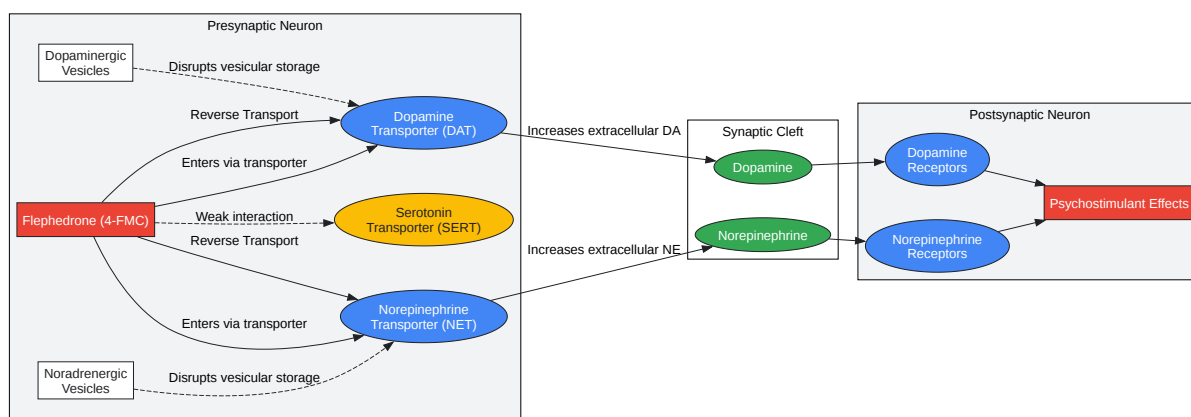 Presynaptic Neuron
Dopaminergic
Vesicles
Disrupts vesicular storage
Reverse Transport
Dopamine
Transporter (DAT)
Enters via transporter
Flephedrone (4-FMC)
Weak interaction
Serotonin
Transporter (SERT)
Reverse Transport
Norepinephrine
Transporter (NET)
Enters via transporter
Noradrenergic
Vesicles
Disrupts vesicular storage
Increases extracellular DA
Increases extracellular NE
Synaptic Cleft
Dopamine
Norepinephrine
Postsynaptic Neuron
Dopamine
Receptors
Norepinephrine
Receptors
Psychostimulant Effects